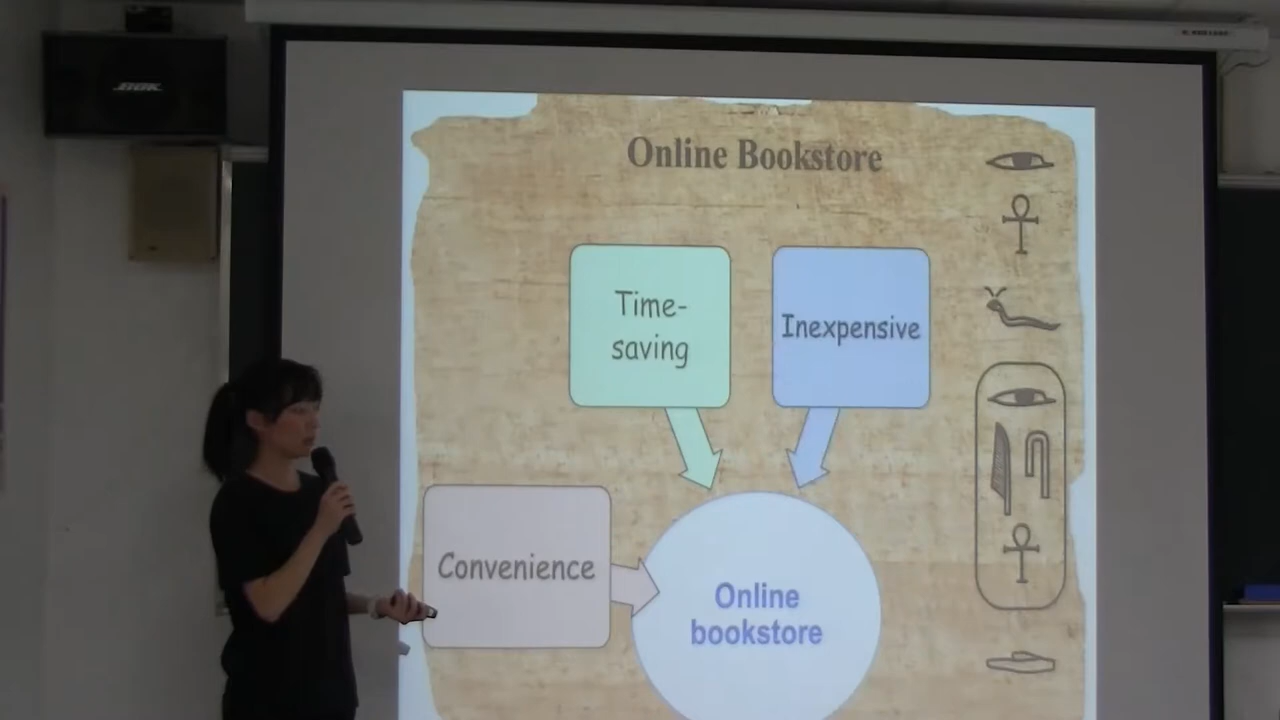 Online Bookstore
Time-
saving
Inexpensive
Convenience
Online
bookstore